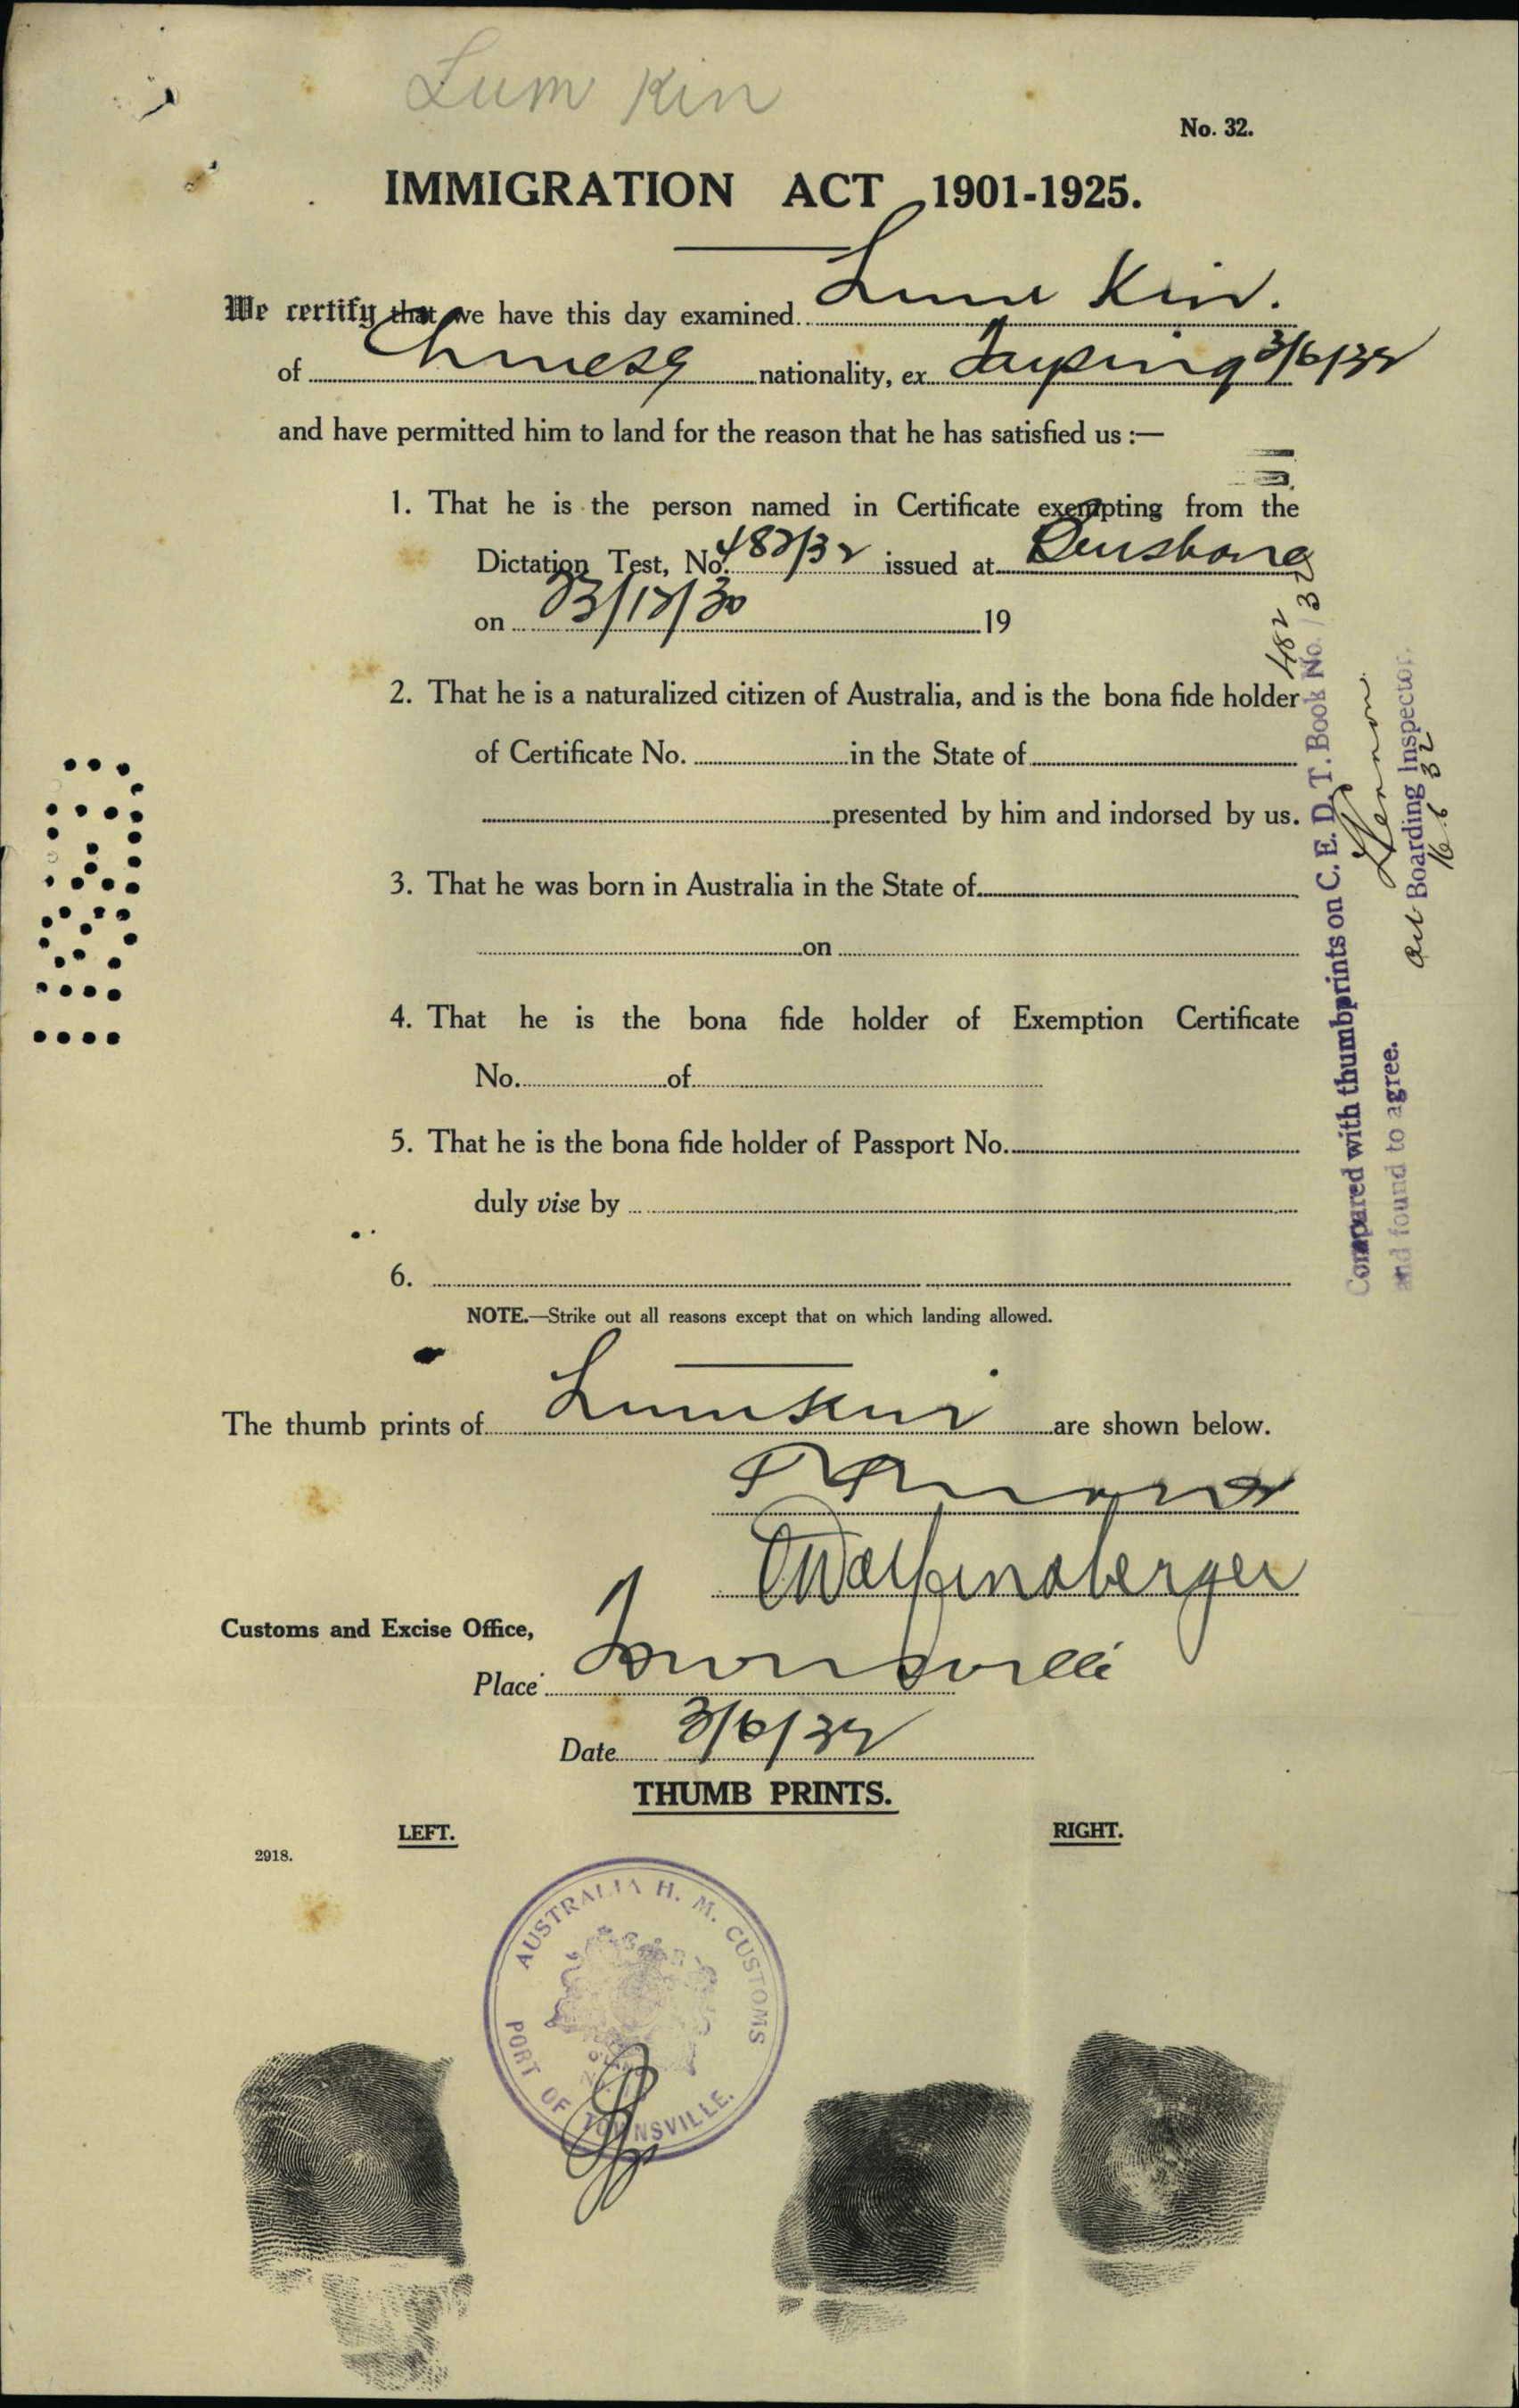 Lum Kin
No. 32.
IMMIGRATION ACT 1901-1925.
We certify that we have this day examined Lum Kin.
of Chinese nationality, ex Taiping 3/6/32
and have permitted him to land for the reason that he has satisfied us :—
1. That he is the person named in Certificate exempting from the
Dictation Test, No. 482/32 issued at Brisbane
on 23/12/30 19
2. That he is a naturalized citizen of Australia, and is the bona fide holder
of Certificate No. in the State of
presented by him and indorsed by us.
3. That he was born in Australia in the State of
on
4. That he is the bona fide holder of Exemption Certificate
No. of
5. That he is the bona fide holder of Passport No.
duly vise by
6.
NOTE.—Strike out all reasons except that on which landing allowed.
The thumb prints of Lum Kin are shown below.
Customs and Excise Office,
Place Townsville
Date 3/6/32
THUMB PRINTS.
LEFT.
RIGHT.
2918.
AUSTRALIA H. M. CUSTOMS
PORT OF TOWNSVILLE.
Compared with thumbprints on C. E. D. T. Book No. 482/32
and found to agree.
Boarding Inspector.
16 6 32